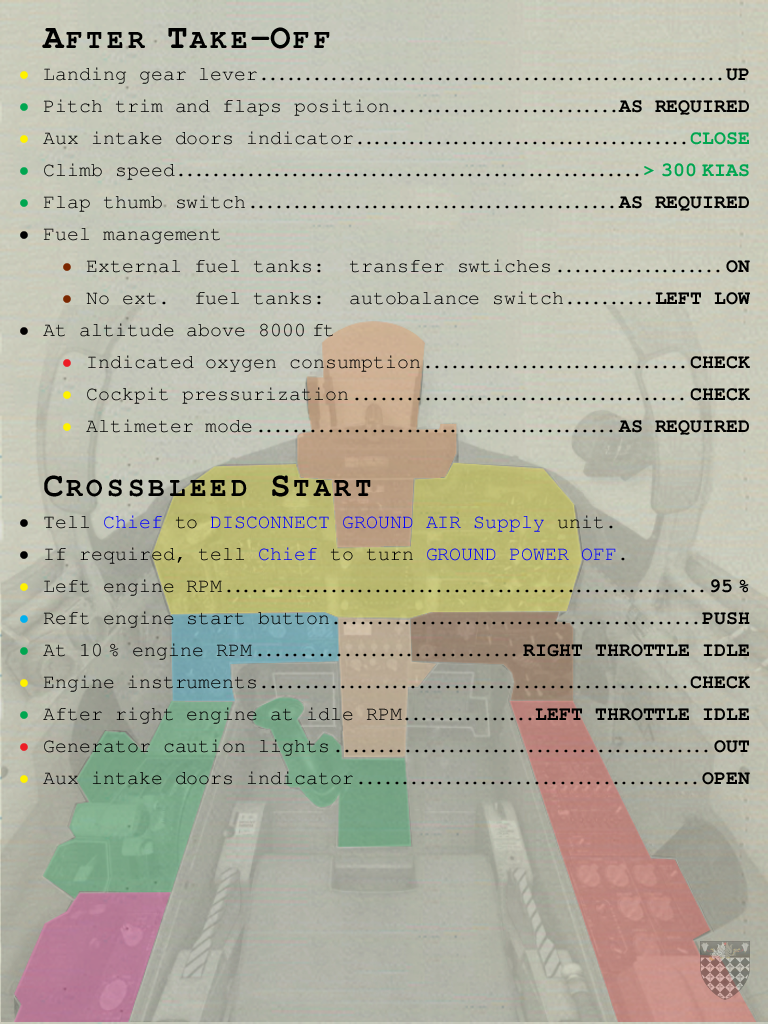 After Take-Off
• Landing gear lever......................................................UP
• Pitch trim and flaps position..........................AS REQUIRED
• Aux intake doors indicator.......................................CLOSE
• Climb speed......................................................> 300 KIAS
• Flap thumb switch...........................................AS REQUIRED
• Fuel management
• External fuel tanks: transfer swtiches...................ON
• No ext. fuel tanks: autobalance switch..........LEFT LOW
• At altitude above 8000 ft
• Indicated oxygen consumption..............................CHECK
• Cockpit pressurization.......................................CHECK
• Altimeter mode..........................................AS REQUIRED
Crossbleed Start
• Tell Chief to DISCONNECT GROUND AIR Supply unit.
• If required, tell Chief to turn GROUND POWER OFF.
• Left engine RPM........................................................95 %
• Reft engine start button...........................................PUSH
• At 10 % engine RPM..............................RIGHT THROTTLE IDLE
• Engine instruments..................................................CHECK
• After right engine at idle RPM...............LEFT THROTTLE IDLE
• Generator caution lights............................................OUT
• Aux intake doors indicator........................................OPEN